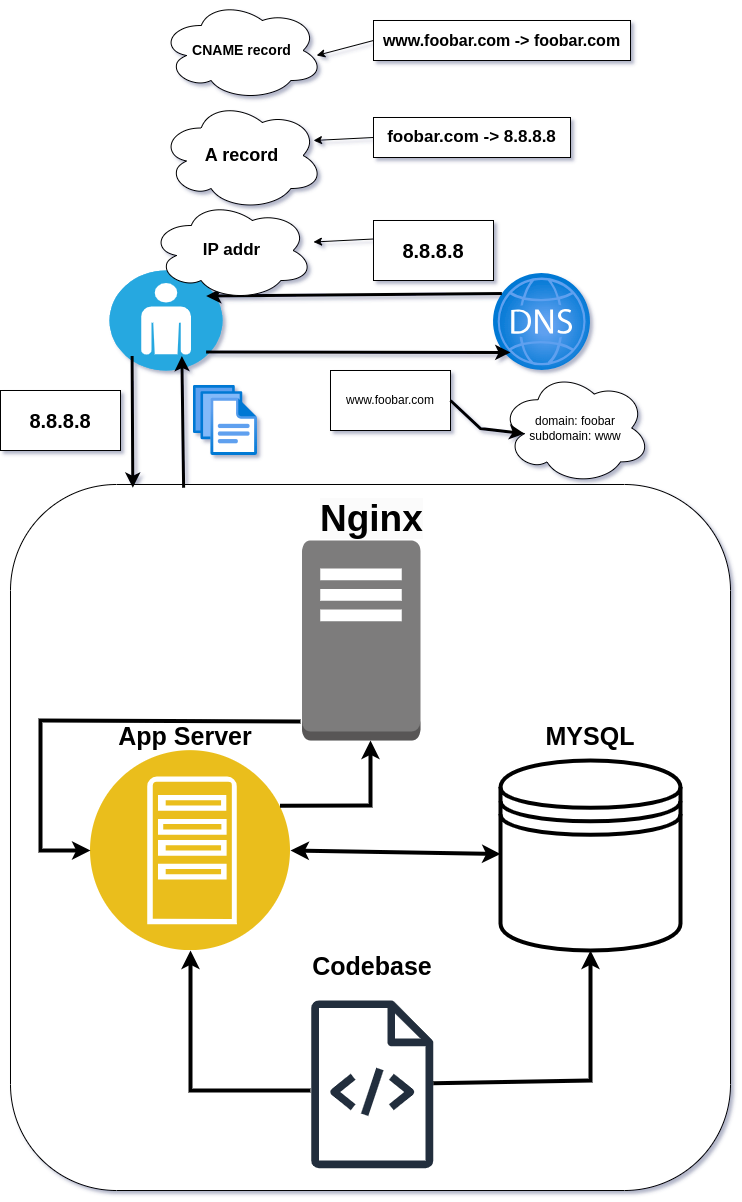 CNAME record
www.foobar.com -> foobar.com
A record
foobar.com -> 8.8.8.8
IP addr
8.8.8.8
DNS
8.8.8.8
www.foobar.com
domain: foobar
subdomain: www
Nginx
App Server
MYSQL
Codebase